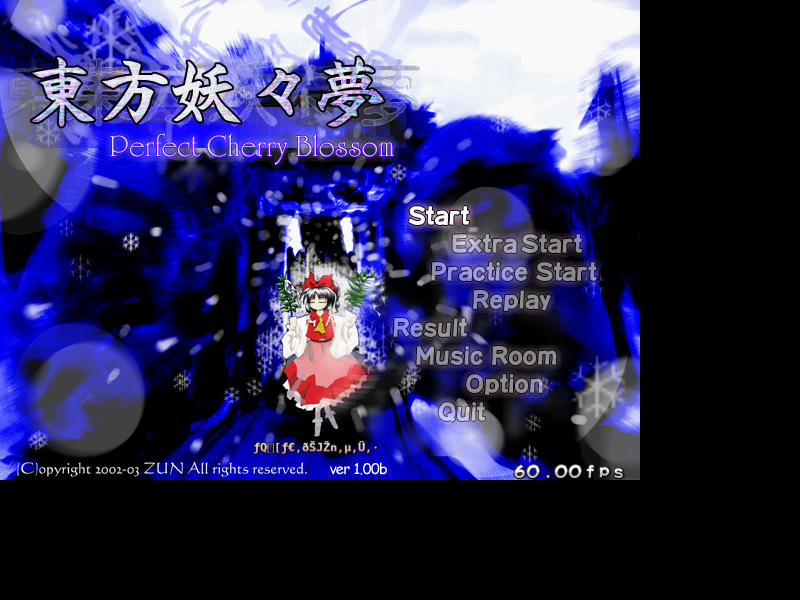 東方妖々夢
Perfect Cherry Blossom
Start
Extra Start
Practice Start
Replay
Result
Music Room
Option
Quit
(C)opyright 2002-03 ZUN All rights reserved.
ver 1.00b
60.00fps